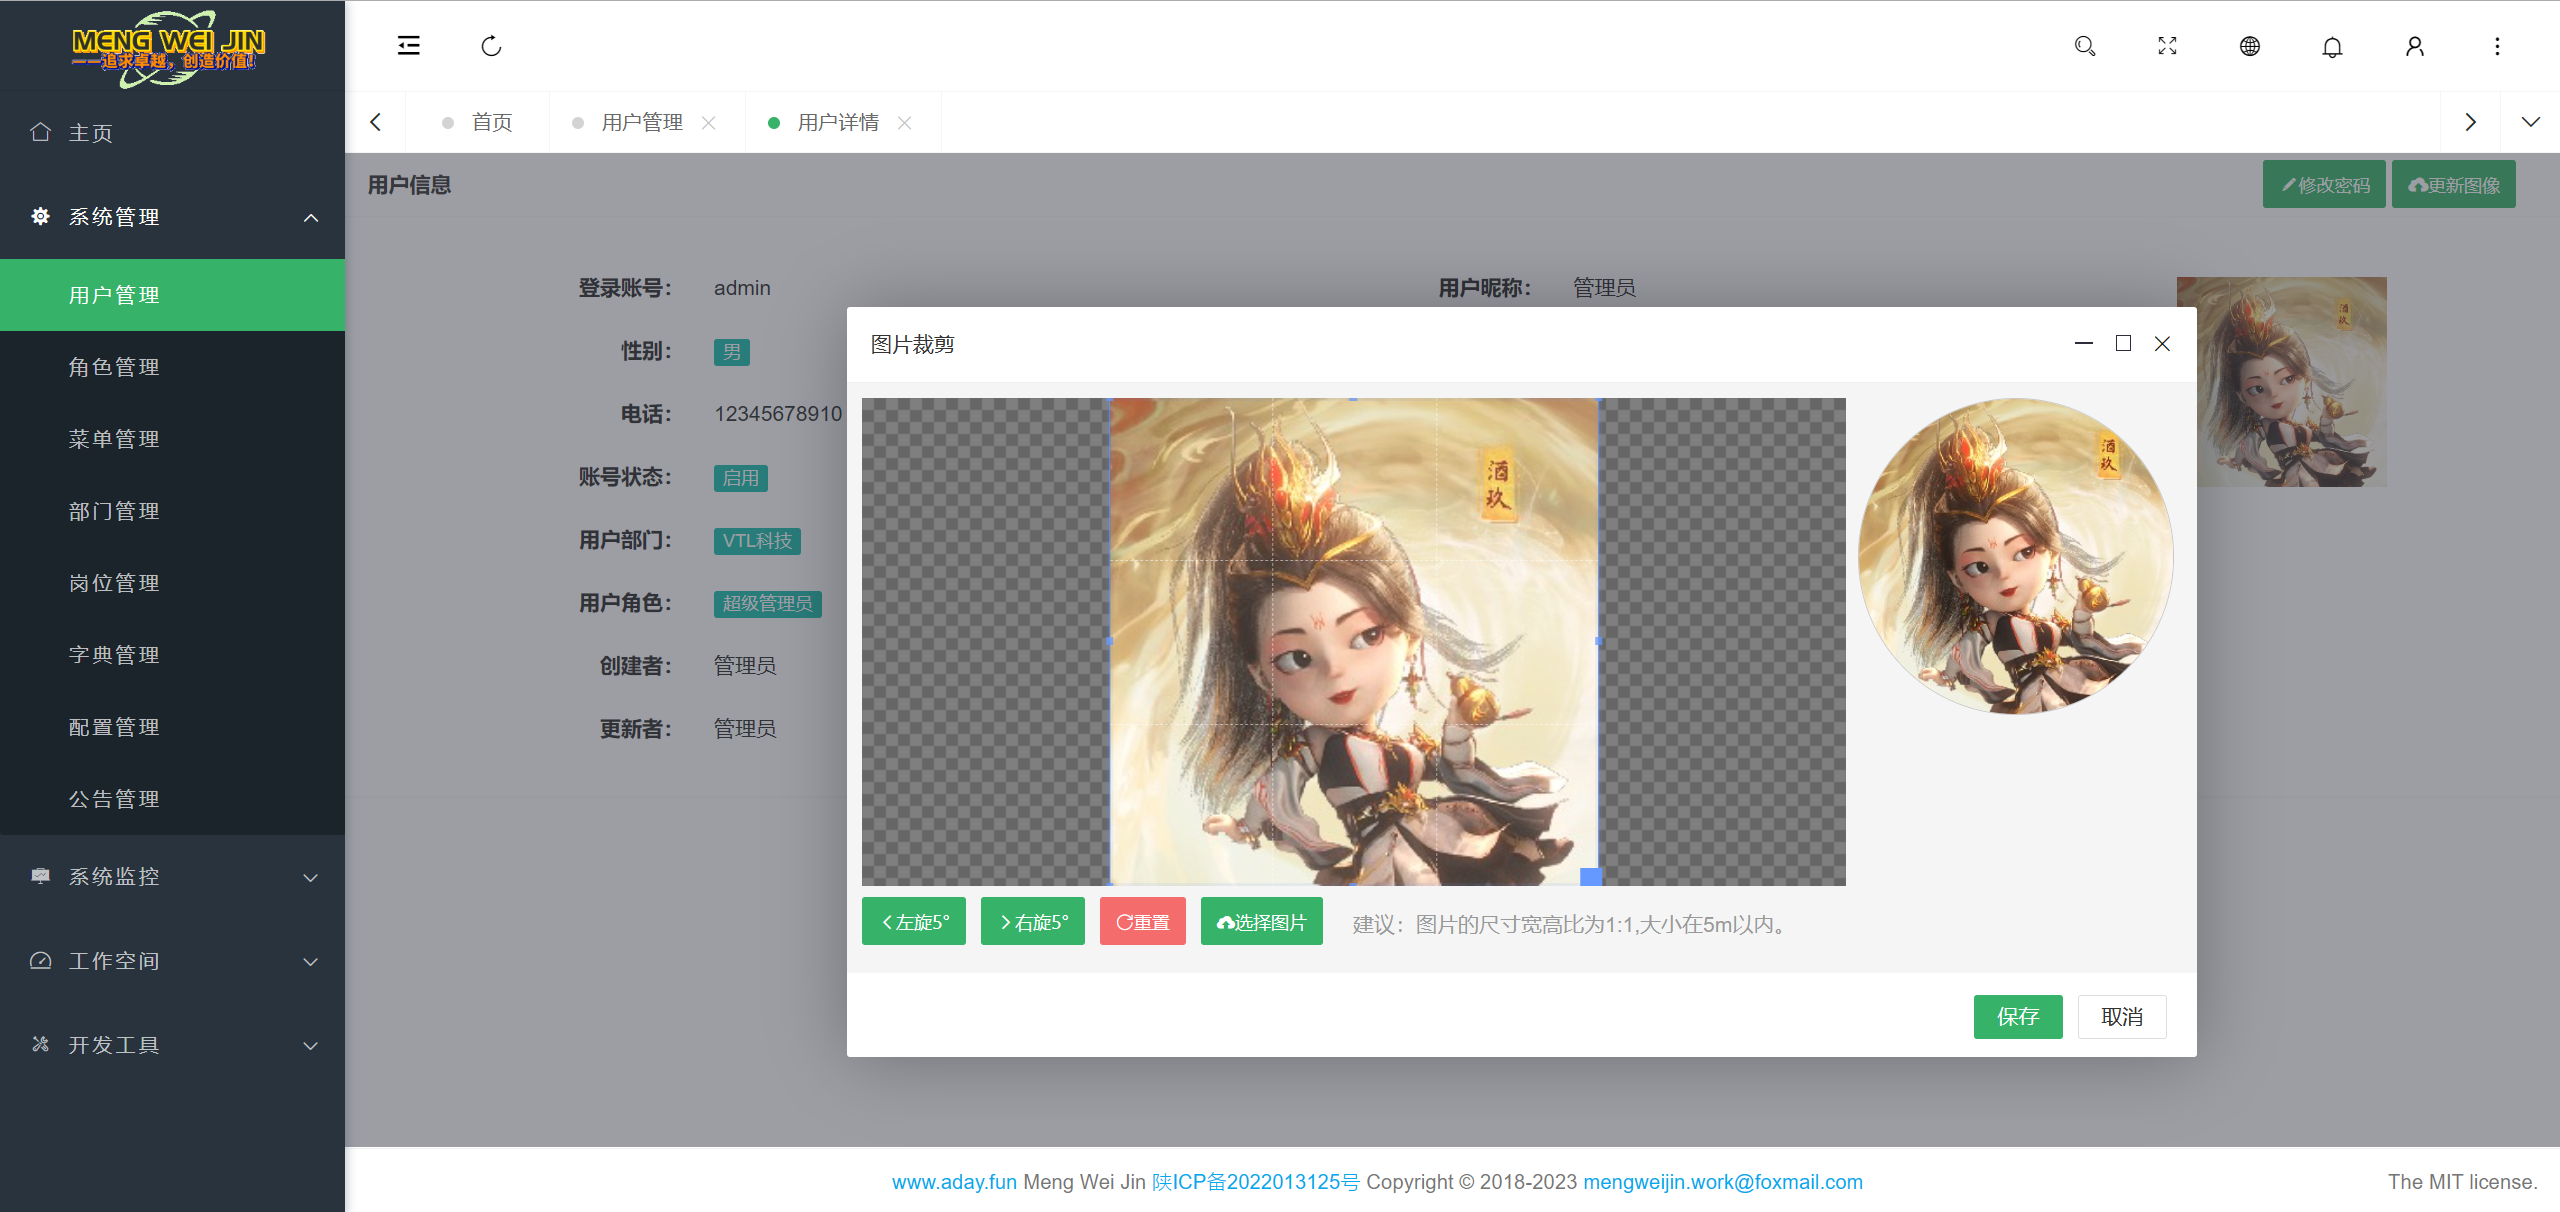 MENG WEI JIN
——追求卓越，创造价值！
主页
系统管理
用户管理
角色管理
菜单管理
部门管理
岗位管理
字典管理
配置管理
公告管理
系统监控
工作空间
开发工具
首页
用户管理
用户详情
用户信息
修改密码
更新图像
登录账号：
admin
用户昵称：
管理员
性别：
男
电话：
12345678910
账号状态：
启用
用户部门：
VTL科技
用户角色：
超级管理员
创建者：
管理员
更新者：
管理员
酒玖
图片裁剪
酒玖
酒玖
左旋5°
右旋5°
重置
选择图片
建议：图片的尺寸宽高比为1:1,大小在5m以内。
保存
取消
www.aday.fun Meng Wei Jin 陕ICP备2022013125号 Copyright © 2018-2023 mengweijin.work@foxmail.com
The MIT license.